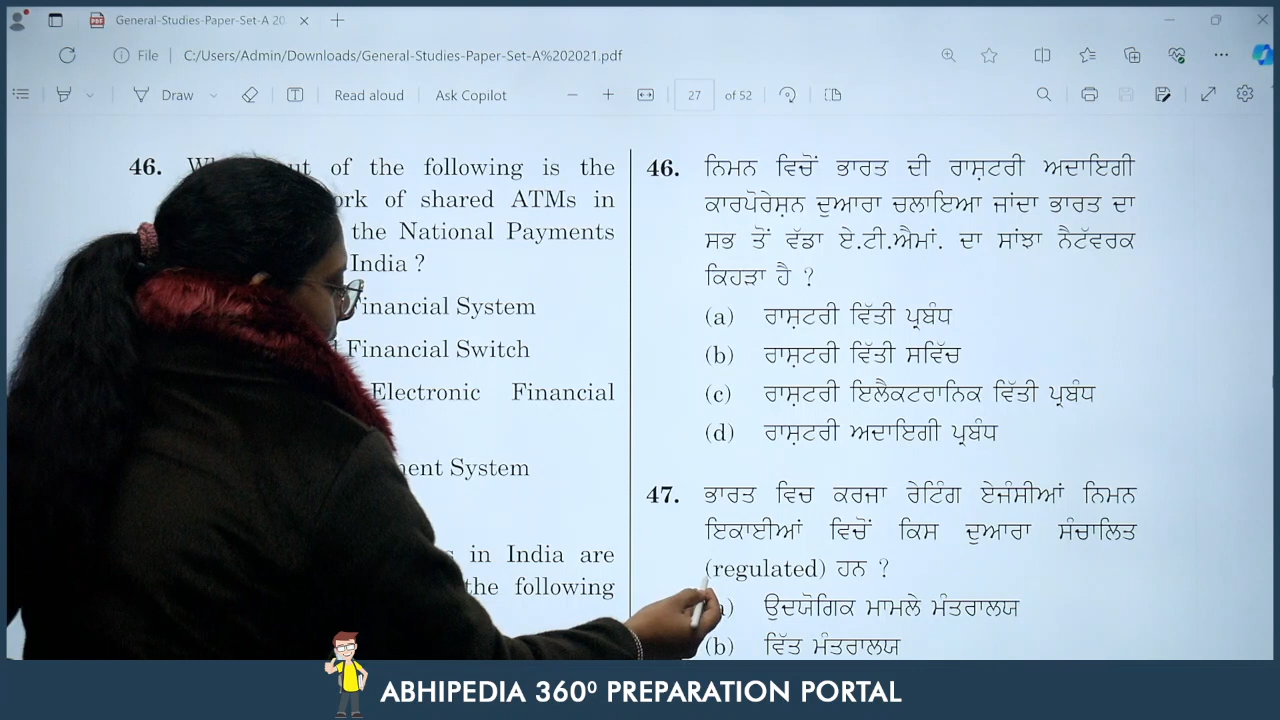 General-Studies-Paper-Set-A 20
File
C:/Users/Admin/Downloads/General-Studies-Paper-Set-A%202021.pdf
Draw
Read aloud
Ask Copilot
27
of 52
46. of the following is the
of shared ATMs in
the National Payments
India ?
Financial System
Financial Switch
Electronic Financial
System
in India are
the following
46. ਨਿਮਨ ਵਿਚੋਂ ਭਾਰਤ ਦੀ ਰਾਸ਼ਟਰੀ ਅਦਾਇਗੀ
ਕਾਰਪੋਰੇਸ਼ਨ ਦੁਆਰਾ ਚਲਾਇਆ ਜਾਂਦਾ ਭਾਰਤ ਦਾ
ਸਭ ਤੋਂ ਵੱਡਾ ਏ.ਟੀ.ਐਮਾਂ. ਦਾ ਸਾਂਝਾ ਨੈਟੱਵਰਕ
ਕਿਹੜਾ ਹੈ ?
(a) ਰਾਸ਼ਟਰੀ ਵਿੱਤੀ ਪ੍ਰਬੰਧ
(b) ਰਾਸ਼ਟਰੀ ਵਿੱਤੀ ਸਵਿੱਚ
(c) ਰਾਸ਼ਟਰੀ ਇਲੈਕਟਰਾਨਿਕ ਵਿੱਤੀ ਪ੍ਰਬੰਧ
(d) ਰਾਸ਼ਟਰੀ ਅਦਾਇਗੀ ਪ੍ਰਬੰਧ
47. ਭਾਰਤ ਵਿਚ ਕਰਜਾ ਰੇਟਿੰਗ ਏਜੰਸੀਆਂ ਨਿਮਨ
ਇਕਾਈਆਂ ਵਿਚੋਂ ਕਿਸ ਦੁਆਰਾ ਸੰਚਾਲਿਤ
(regulated) ਹਨ ?
ਉਦਯੋਗਿਕ ਮਾਮਲੇ ਮੰਤਰਾਲਯ
(b) ਵਿੱਤ ਮੰਤਰਾਲਯ
ABHIPEDIA 360⁰ PREPARATION PORTAL